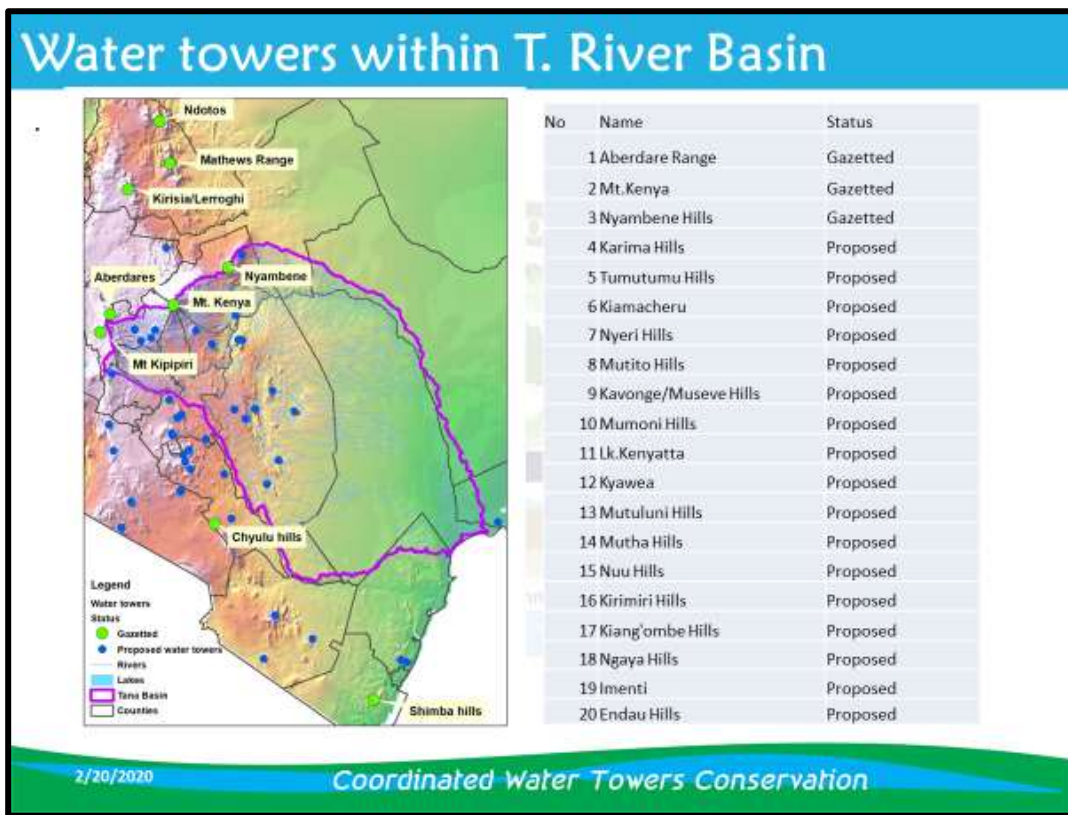 Water towers within T. River Basin
Ndotos
Mathews Range
Kirisia/Lerroghi
Aberdares
Nyambene
Mt. Kenya
Mt Kipipiri
Chyulu hills
Shimba hills
Legend
Water towers
Status
Gazetted
Proposed water towers
Rivers
Lakes
Tana Basin
Counties
No Name Status
1 Aberdare Range Gazetted
2 Mt.Kenya Gazetted
3 Nyambene Hills Gazetted
4 Karima Hills Proposed
5 Tumutumu Hills Proposed
6 Kiamacheru Proposed
7 Nyeri Hills Proposed
8 Mutito Hills Proposed
9 Kavonge/Museve Hills Proposed
10 Mumoni Hills Proposed
11 Lk.Kenyatta Proposed
12 Kyawea Proposed
13 Mutuluni Hills Proposed
14 Mutha Hills Proposed
15 Nuu Hills Proposed
16 Kirimiri Hills Proposed
17 Kiang'ombe Hills Proposed
18 Ngaya Hills Proposed
19 Imenti Proposed
20 Endau Hills Proposed
2/20/2020
Coordinated Water Towers Conservation